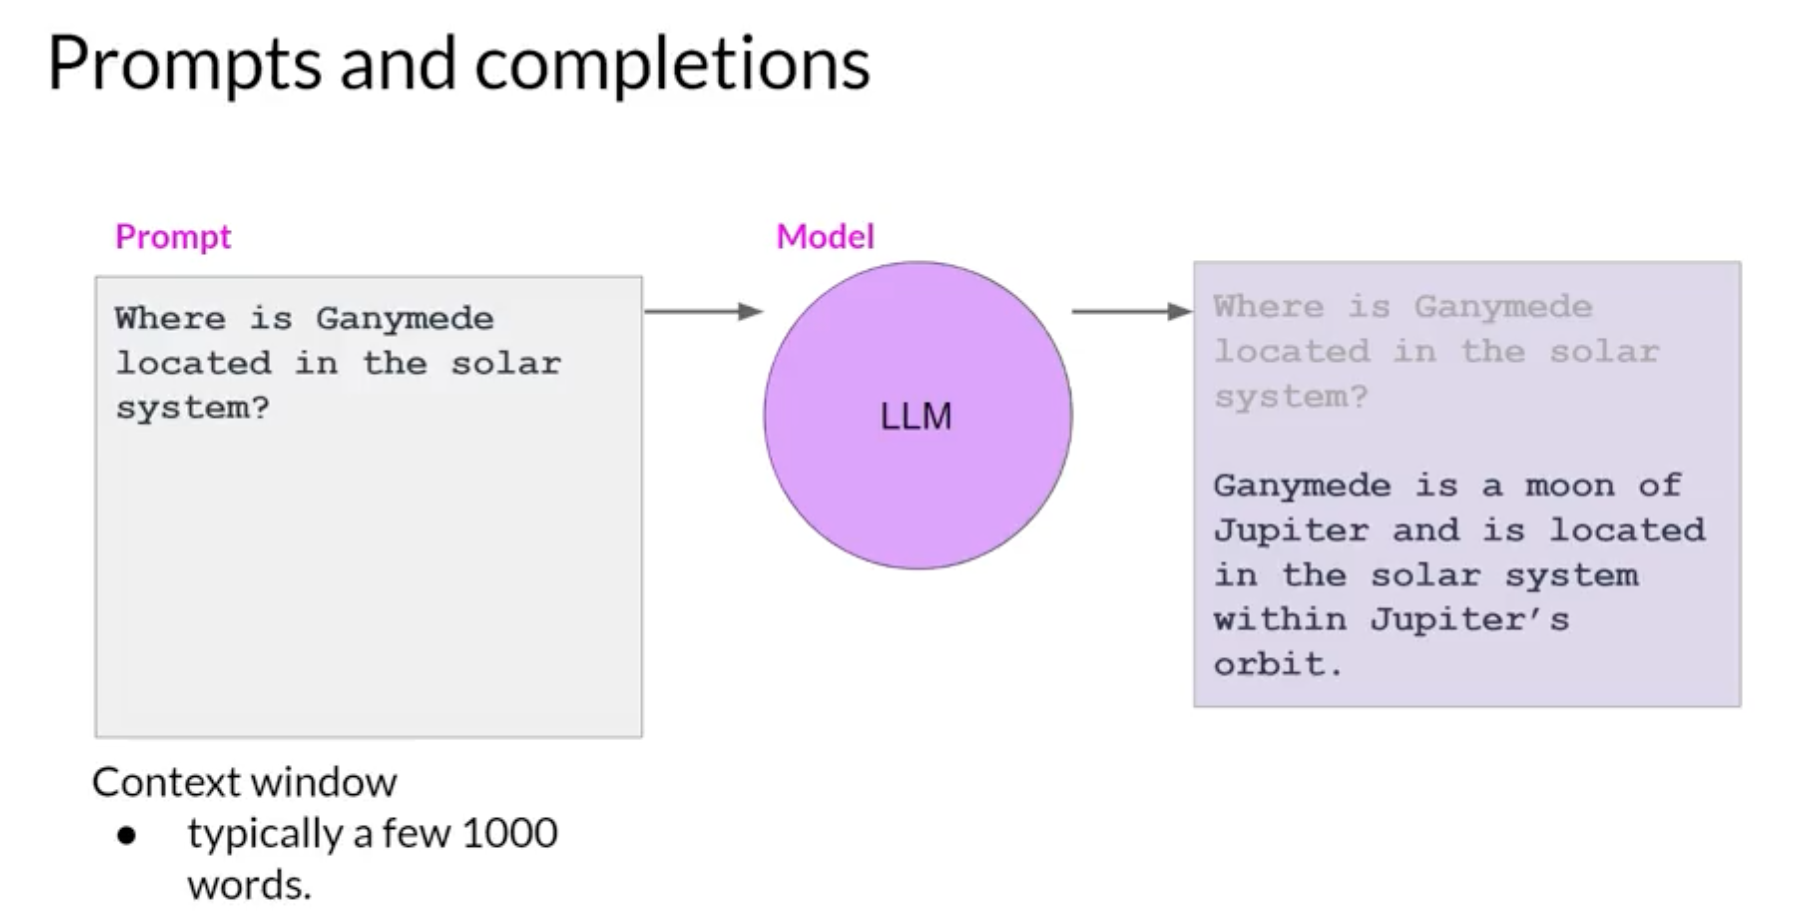 Prompts and completions
Prompt
Where is Ganymede
located in the solar
system?
Context window
● typically a few 1000
words.
Model
LLM
Where is Ganymede
located in the solar
system?
Ganymede is a moon of
Jupiter and is located
in the solar system
within Jupiter’s
orbit.